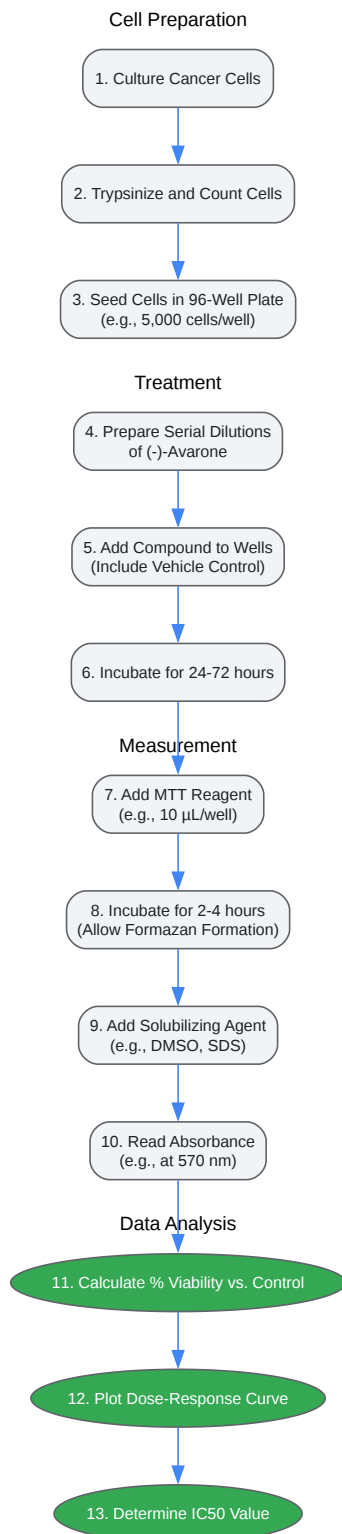 Cell Preparation
1. Culture Cancer Cells
2. Trypsinize and Count Cells
3. Seed Cells in 96-Well Plate
(e.g., 5,000 cells/well)
Treatment
4. Prepare Serial Dilutions
of (-)-Avarone
5. Add Compound to Wells
(Include Vehicle Control)
6. Incubate for 24-72 hours
Measurement
7. Add MTT Reagent
(e.g., 10 µL/well)
8. Incubate for 2-4 hours
(Allow Formazan Formation)
9. Add Solubilizing Agent
(e.g., DMSO, SDS)
10. Read Absorbance
(e.g., at 570 nm)
Data Analysis
11. Calculate % Viability vs. Control
12. Plot Dose-Response Curve
13. Determine IC50 Value